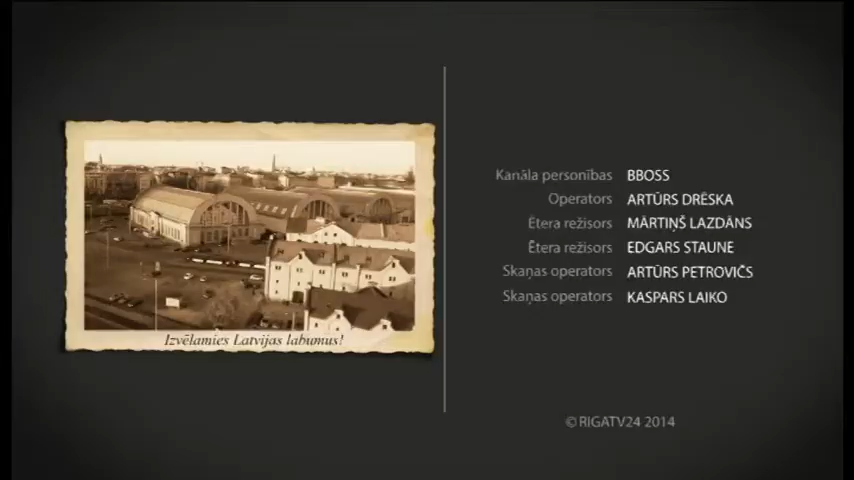 Izvēlamies Latvijas labumus!
Kanāla personības BBOSS
Operators ARTŪRS DRĒSKA
Ētera režisors MĀRTIŅŠ LAZDĀNS
Ētera režisors EDGARS STAUNE
Skaņas operators ARTŪRS PETROVIČS
Skaņas operators KASPARS LAIKO
© RIGATV24 2014